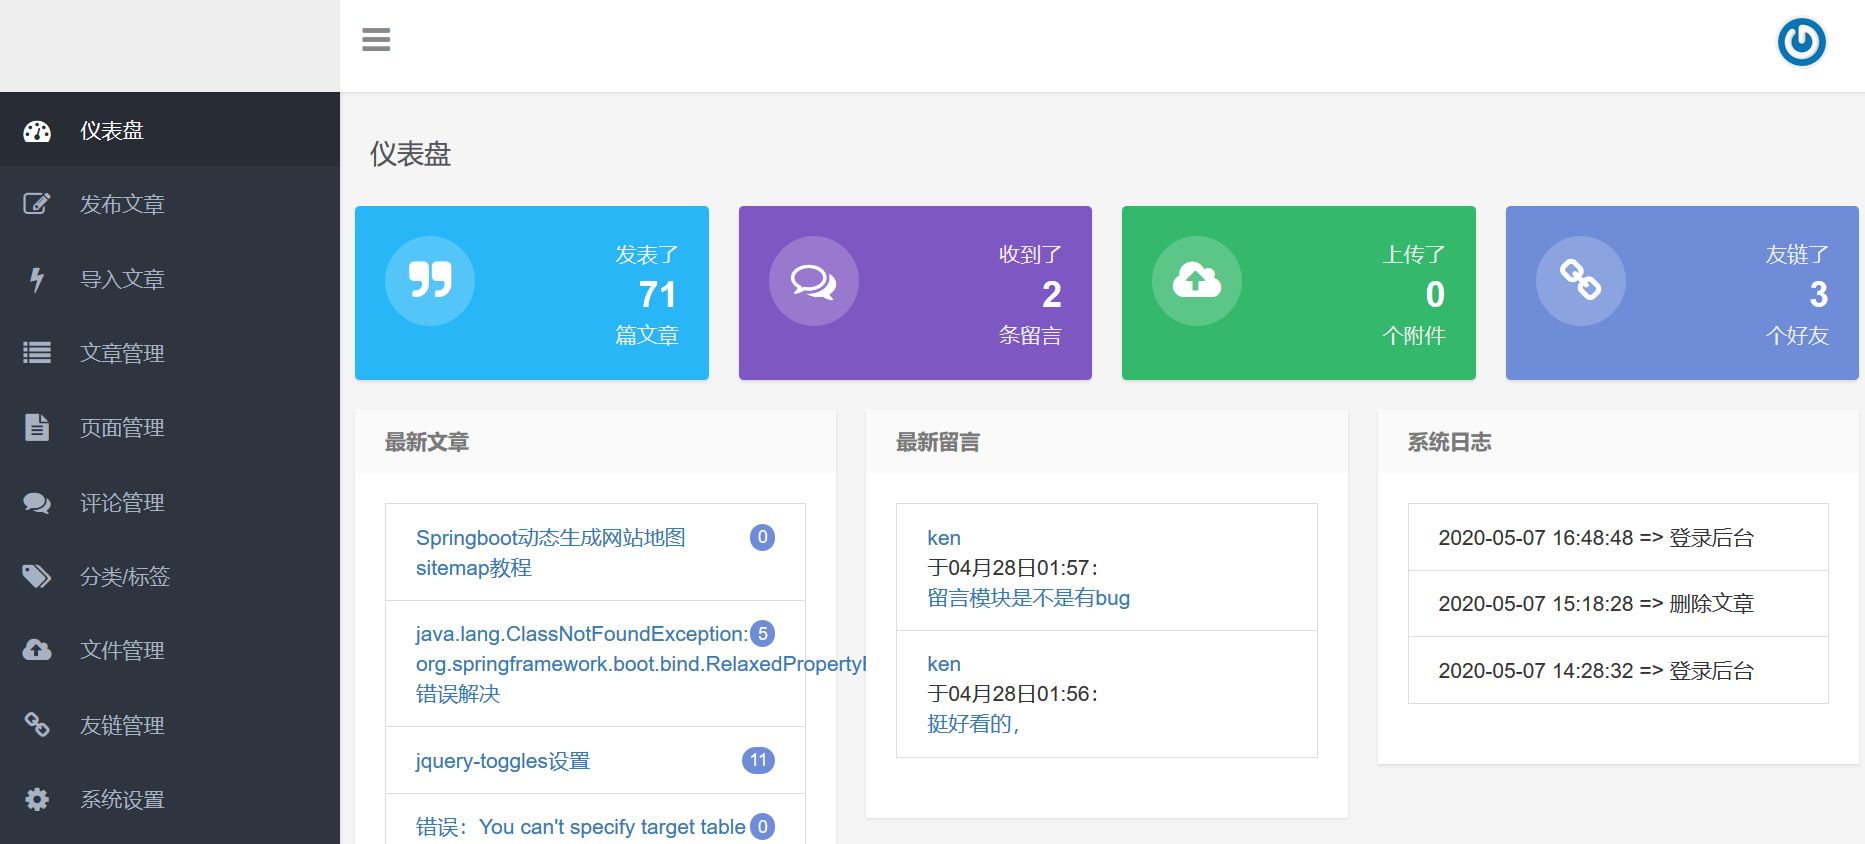 仪表盘
发布文章
导入文章
文章管理
页面管理
评论管理
分类/标签
文件管理
友链管理
系统设置
仪表盘
发表了
71
篇文章
收到了
2
条留言
上传了
0
个附件
友链了
3
个好友
最新文章
Springboot动态生成网站地图 0
sitemap教程
java.lang.ClassNotFoundException: 5
org.springframework.boot.bind.RelaxedProperty
错误解决
jquery-toggles设置 11
错误：You can't specify target table 0
最新留言
ken
于04月28日01:57：
留言模块是不是有bug
ken
于04月28日01:56：
挺好看的，
系统日志
2020-05-07 16:48:48 => 登录后台
2020-05-07 15:18:28 => 删除文章
2020-05-07 14:28:32 => 登录后台